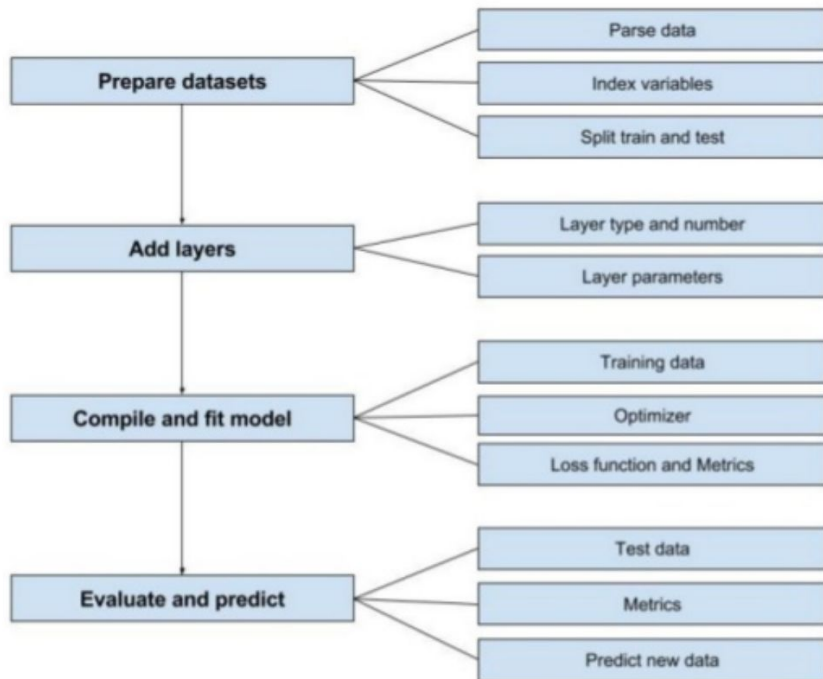 Parse data
Prepare datasets
Index variables
Split train and test
Layer type and number
Add layers
Layer parameters
Training data
Compile and fit model
Optimizer
Loss function and Metrics
Test data
Evaluate and predict
Metrics
Predict new data